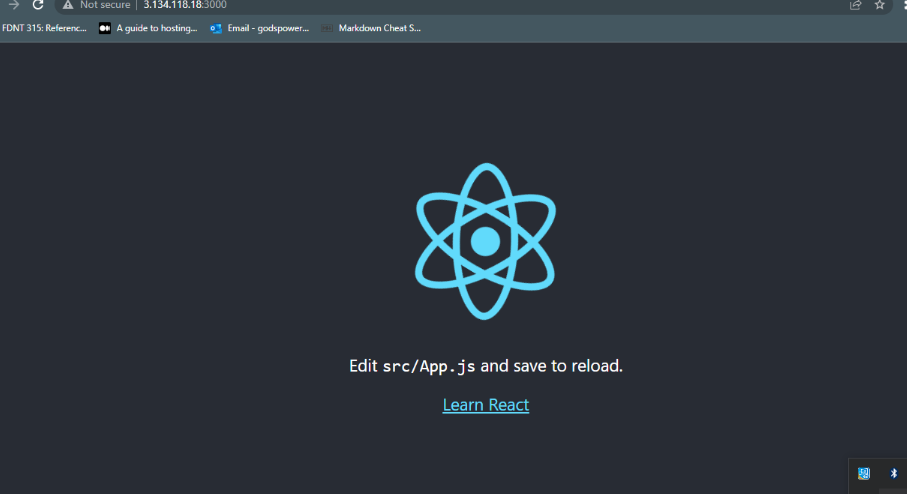 Not secure | 3.134.118.18:3000
FDNT 315: Referenc... A guide to hosting... Email - godspower... Markdown Cheat S...
Edit src/App.js and save to reload.
Learn React